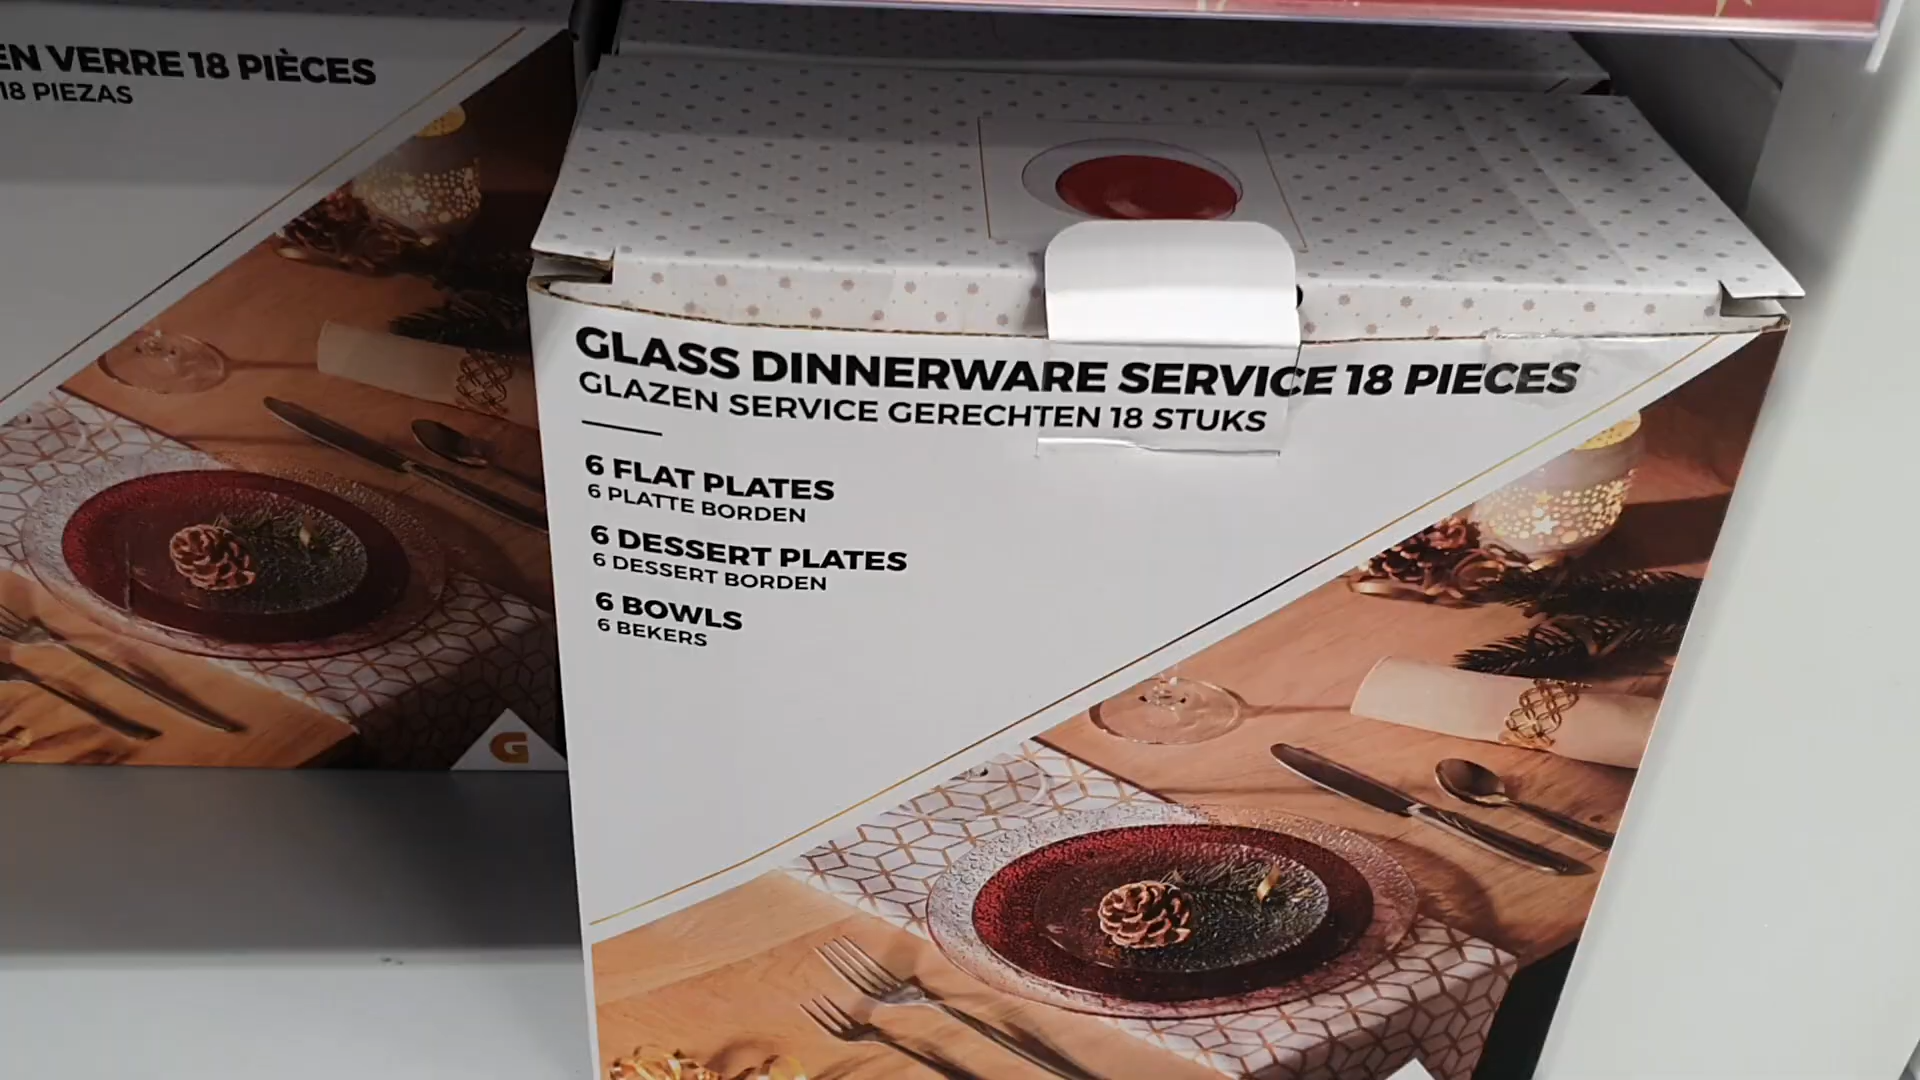 EN VERRE 18 PIÈCES
18 PIEZAS
GLASS DINNERWARE SERVICE 18 PIECES
GLAZEN SERVICE GERECHTEN 18 STUKS
6 FLAT PLATES
6 PLATTE BORDEN
6 DESSERT PLATES
6 DESSERT BORDEN
6 BOWLS
6 BEKERS
G